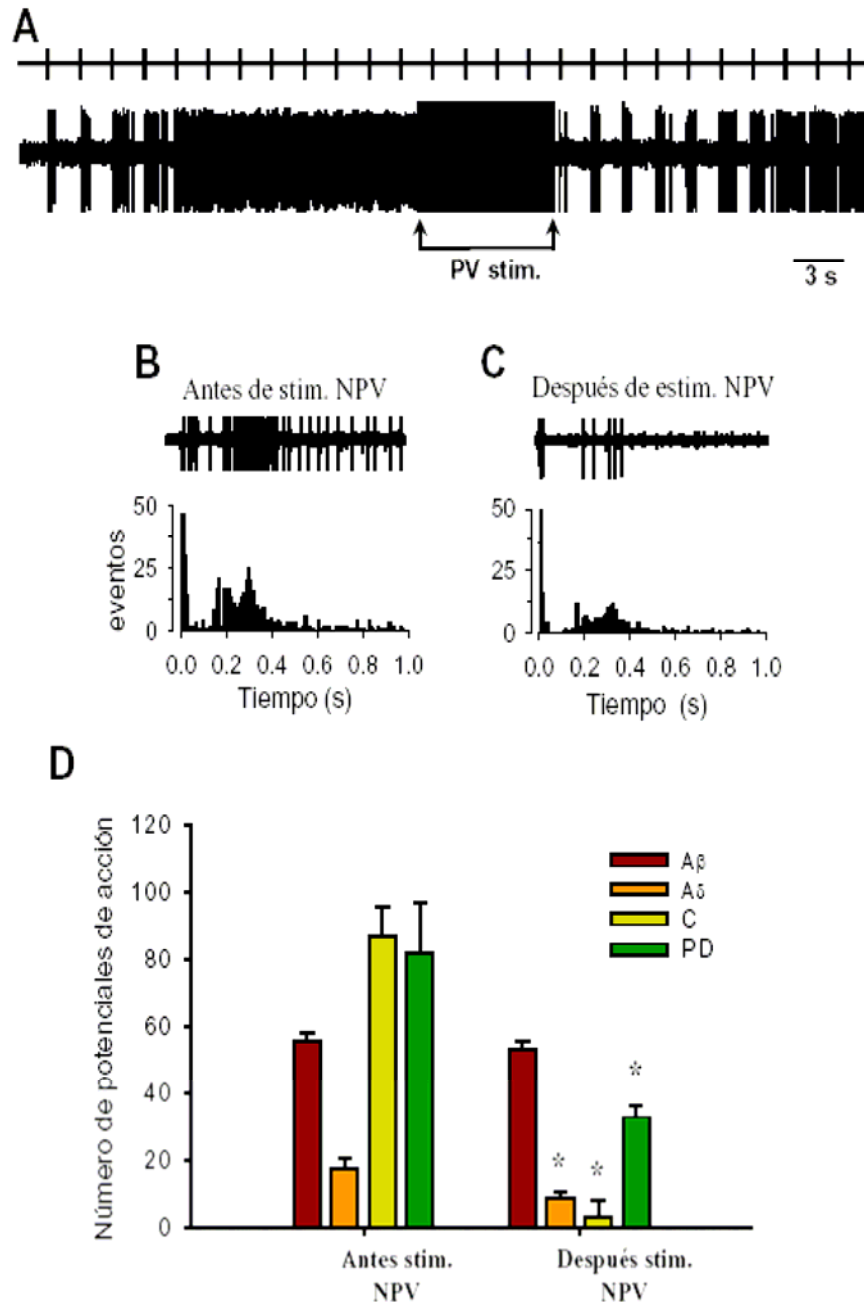 A
PV stim.
3 s
B
Antes de stim. NPV
C
Después de estim. NPV
50
25
0
eventos
0.0 0.2 0.4 0.6 0.8 1.0
Tiempo (s)
50
25
0
0.0 0.2 0.4 0.6 0.8 1.0
Tiempo (s)
D
120
100
80
60
40
20
0
Número de potenciales de acción
Aβ
Aδ
C
PD
*
*
*
Antes stim.
NPV
Después stim.
NPV